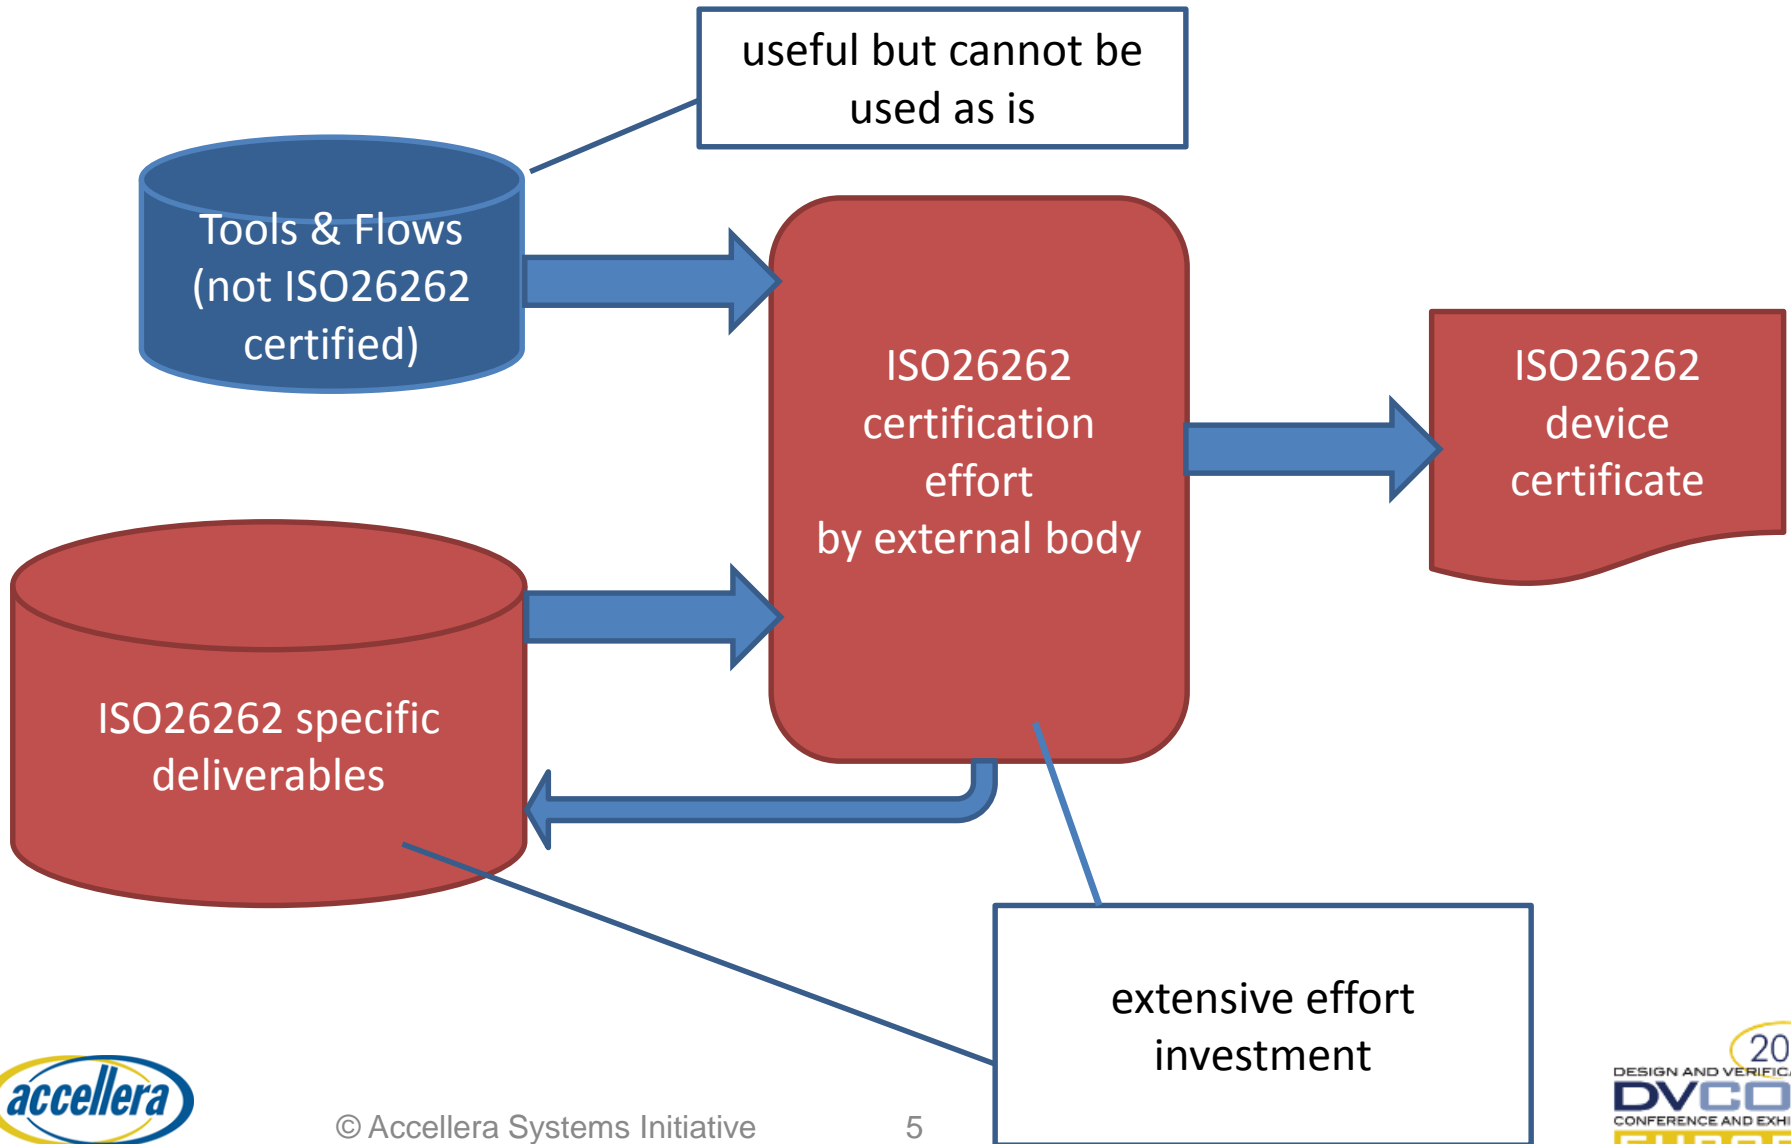 useful but cannot be
used as is
Tools & Flows
(not ISO26262
certified)
ISO26262
certification
effort
by external body
ISO26262
device
certificate
ISO26262 specific
deliverables
extensive effort
investment
accellera
© Accellera Systems Initiative
5
20
DESIGN AND VERIFICA
DVCO
CONFERENCE AND EXHI